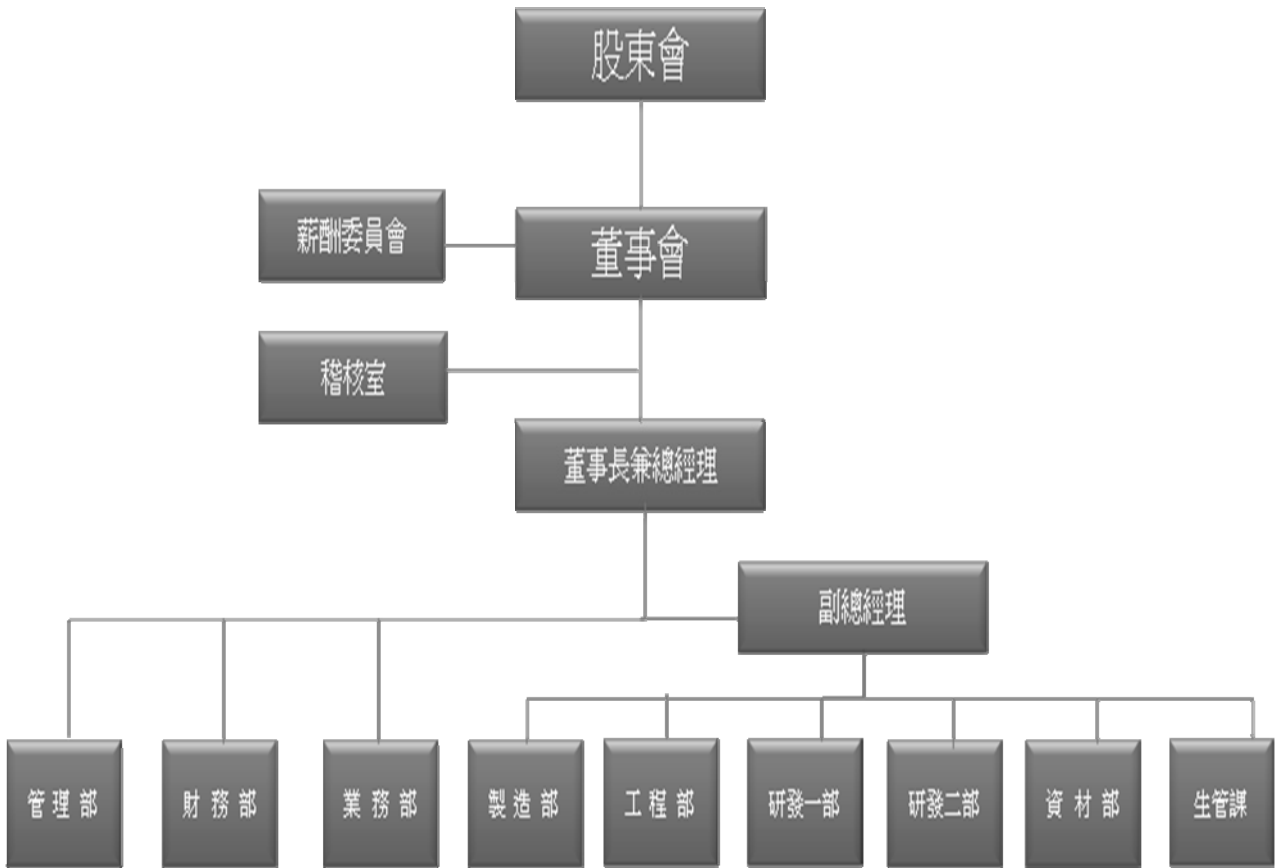 股東會
薪酬委員會
董事會
稽核室
董事長兼總經理
副總經理
管理部
財務部
業務部
製造部
工程部
研發一部
研發二部
資材部
生管課